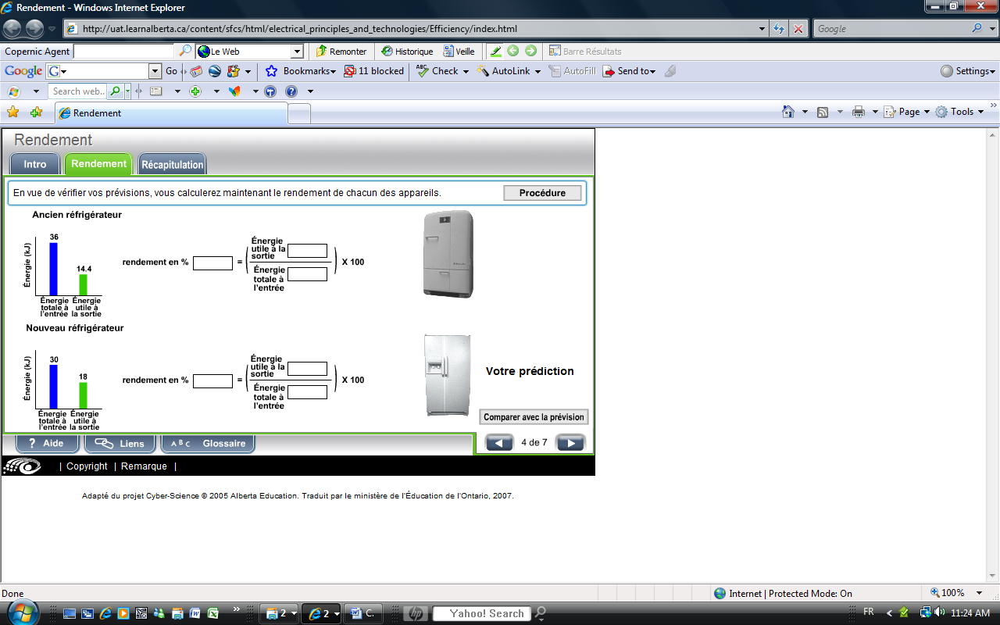 Rendement - Windows Internet Explorer
http://uat.learnalberta.ca/content/sfcs/html/electrical_principles_and_technologies/Efficiency/index.html
Google
Copernic Agent Le Web Remonter Historique Veille Barre Résultats
Google G Go Bookmarks 11 blocked ABC Check AutoLink AutoFill Send to Settings
Search web..
Rendement Page Tools
Rendement
Intro Rendement Récapitulation
En vue de vérifier vos prévisions, vous calculerez maintenant le rendement de chacun des appareils. Procédure
Ancien réfrigérateur
Énergie (kJ)
36
14.4
Énergie totale à l'entrée
Énergie utile à la sortie
rendement en % = ( Énergie utile à la sortie
Énergie totale à l'entrée ) X 100
Nouveau réfrigérateur
Énergie (kJ)
30
18
Énergie totale à l'entrée
Énergie utile à la sortie
rendement en % = ( Énergie utile à la sortie
Énergie totale à l'entrée ) X 100
Votre prédiction
Comparer avec la prévision
? Aide Liens A B C Glossaire 4 de 7
| Copyright | Remarque |
Adapté du projet Cyber-Science © 2005 Alberta Education. Traduit par le ministère de l'Éducation de l'Ontario, 2007.
Done Internet | Protected Mode: On 100%
2 2 C. hp Yahoo! Search FR 11:24 AM